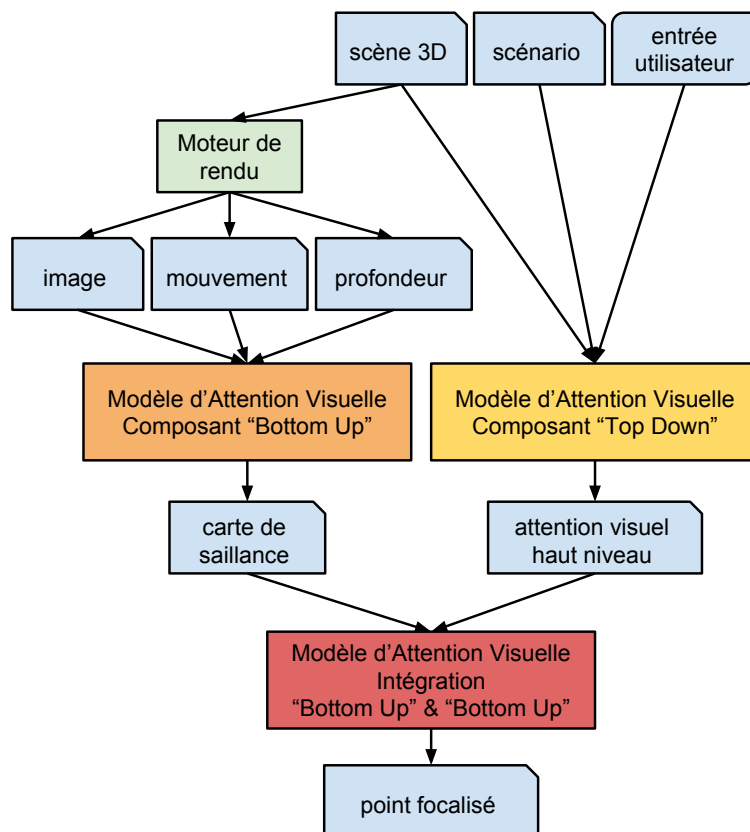 scène 3D
scénario
entrée
utilisateur
Moteur de
rendu
image
mouvement
profondeur
Modèle d’Attention Visuelle
Composant “Bottom Up”
Modèle d’Attention Visuelle
Composant “Top Down”
carte de
saillance
attention visuel
haut niveau
Modèle d’Attention Visuelle
Intégration
“Bottom Up” & “Bottom Up”
point focalisé